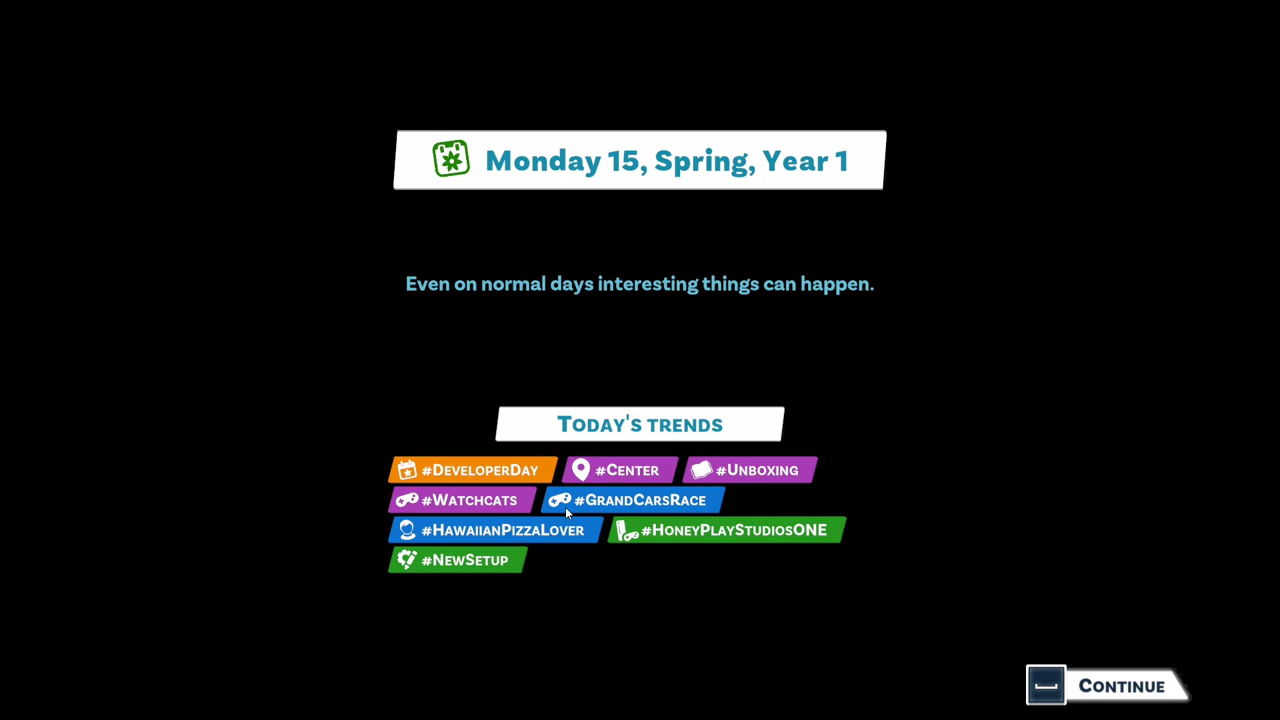 Monday 15, Spring, Year 1
Even on normal days interesting things can happen.
Today's trends
#DeveloperDay #Center #Unboxing
#Watchcats #GrandCarsRace
#HawaiianPizzaLover #HoneyPlayStudiosONE
#NewSetup
Continue